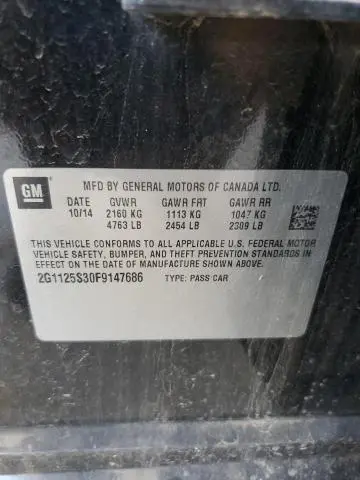 GM
MFD BY GENERAL MOTORS OF CANADA LTD.
DATE GVWR GAWR FRT GAWR RR
10/14 2160 KG 1113 KG 1047 KG
4763 LB 2454 LB 2309 LB
THIS VEHICLE CONFORMS TO ALL APPLICABLE U.S. FEDERAL MOTOR
VEHICLE SAFETY, BUMPER, AND THEFT PREVENTION STANDARDS
IN EFFECT ON THE DATE OF MANUFACTURE SHOWN ABOVE.
2G1125S30F9147686 TYPE: PASS CAR